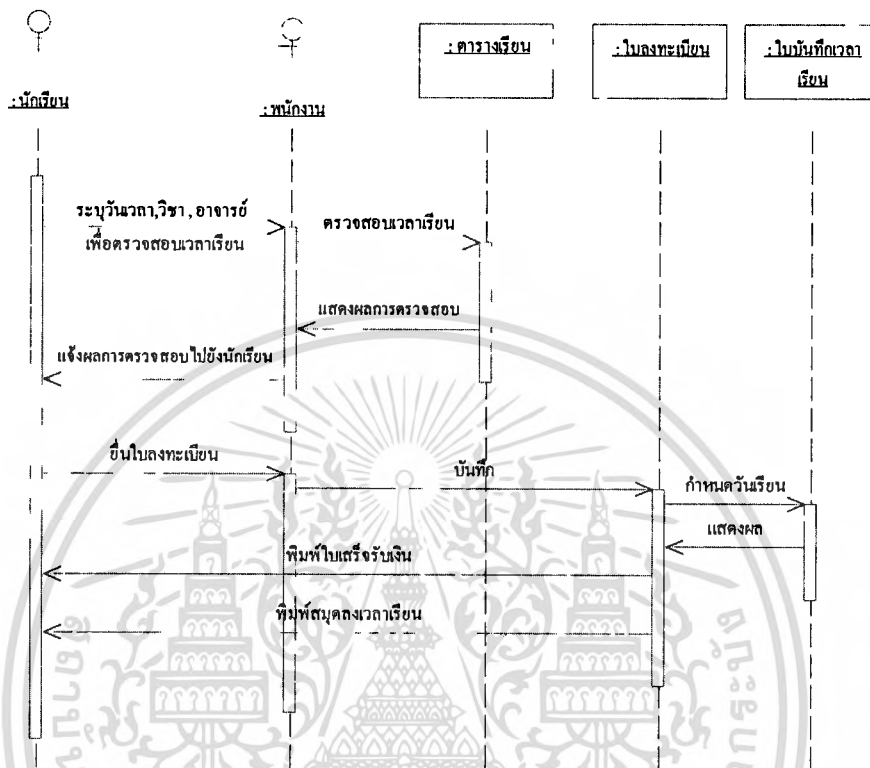 : ตารางเรียน
: ใบลงทะเบียน
: ใบบันทึกเวลา
เรียน
: นักเรียน
: พนักงาน
ระบุวันเวลา,วิชา , อาจารย์
เพื่อตรวจสอบเวลาเรียน
ตรวจสอบเวลาเรียน
แสดงผลการตรวจสอบ
แจ้งผลการตรวจสอบไปยังนักเรียน
ยื่นใบลงทะเบียน
บันทึก
กำหนดวันเรียน
แสดงผล
พิมพ์ใบเสร็จรับเงิน
พิมพ์สมุดลงเวลาเรียน